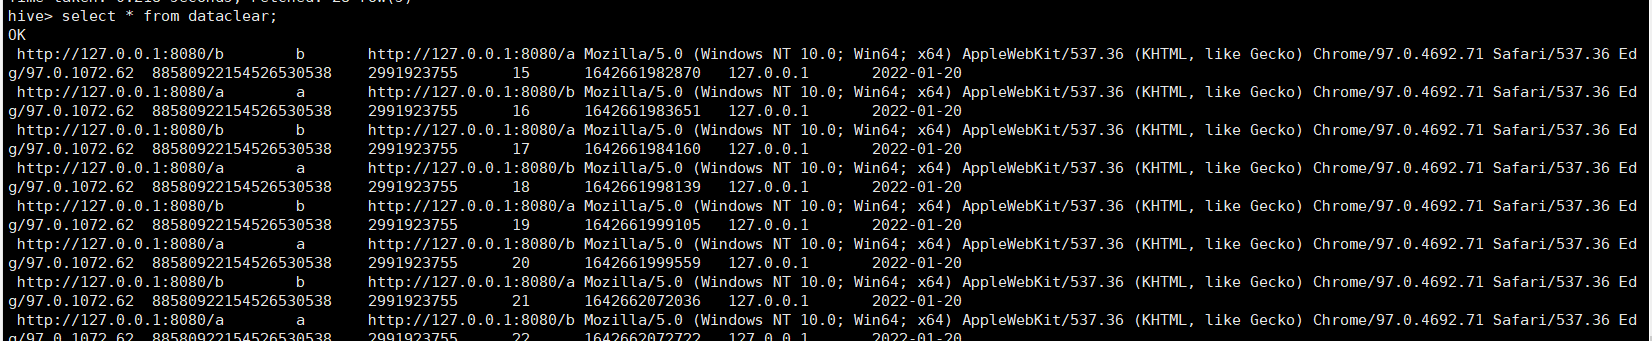 hive> select * from dataclear;
OK
 http://127.0.0.1:8080/b        b       http://127.0.0.1:8080/a Mozilla/5.0 (Windows NT 10.0; Win64; x64) AppleWebKit/537.36 (KHTML, like Gecko) Chrome/97.0.4692.71 Safari/537.36 Ed
g/97.0.1072.62  88580922154526530538    2991923755      15      1642661982870   127.0.0.1       2022-01-20
 http://127.0.0.1:8080/a        a       http://127.0.0.1:8080/b Mozilla/5.0 (Windows NT 10.0; Win64; x64) AppleWebKit/537.36 (KHTML, like Gecko) Chrome/97.0.4692.71 Safari/537.36 Ed
g/97.0.1072.62  88580922154526530538    2991923755      16      1642661983651   127.0.0.1       2022-01-20
 http://127.0.0.1:8080/b        b       http://127.0.0.1:8080/a Mozilla/5.0 (Windows NT 10.0; Win64; x64) AppleWebKit/537.36 (KHTML, like Gecko) Chrome/97.0.4692.71 Safari/537.36 Ed
g/97.0.1072.62  88580922154526530538    2991923755      17      1642661984160   127.0.0.1       2022-01-20
 http://127.0.0.1:8080/a        a       http://127.0.0.1:8080/b Mozilla/5.0 (Windows NT 10.0; Win64; x64) AppleWebKit/537.36 (KHTML, like Gecko) Chrome/97.0.4692.71 Safari/537.36 Ed
g/97.0.1072.62  88580922154526530538    2991923755      18      1642661998139   127.0.0.1       2022-01-20
 http://127.0.0.1:8080/b        b       http://127.0.0.1:8080/a Mozilla/5.0 (Windows NT 10.0; Win64; x64) AppleWebKit/537.36 (KHTML, like Gecko) Chrome/97.0.4692.71 Safari/537.36 Ed
g/97.0.1072.62  88580922154526530538    2991923755      19      1642661999105   127.0.0.1       2022-01-20
 http://127.0.0.1:8080/a        a       http://127.0.0.1:8080/b Mozilla/5.0 (Windows NT 10.0; Win64; x64) AppleWebKit/537.36 (KHTML, like Gecko) Chrome/97.0.4692.71 Safari/537.36 Ed
g/97.0.1072.62  88580922154526530538    2991923755      20      1642661999559   127.0.0.1       2022-01-20
 http://127.0.0.1:8080/b        b       http://127.0.0.1:8080/a Mozilla/5.0 (Windows NT 10.0; Win64; x64) AppleWebKit/537.36 (KHTML, like Gecko) Chrome/97.0.4692.71 Safari/537.36 Ed
g/97.0.1072.62  88580922154526530538    2991923755      21      1642662072036   127.0.0.1       2022-01-20
 http://127.0.0.1:8080/a        a       http://127.0.0.1:8080/b Mozilla/5.0 (Windows NT 10.0; Win64; x64) AppleWebKit/537.36 (KHTML, like Gecko) Chrome/97.0.4692.71 Safari/537.36 Ed
g/97.0.1072.62  88580922154526530538    2991923755      22      1642662072722   127.0.0.1       2022-01-20